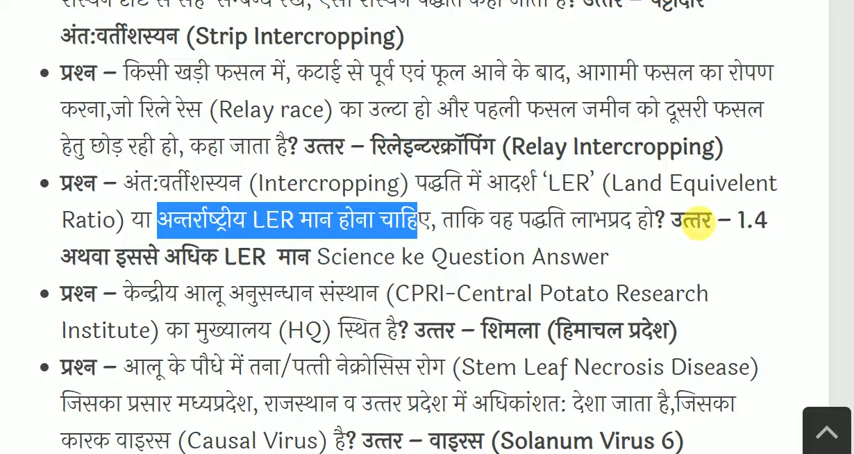 अंत:वर्तीशस्यन (Strip Intercropping)
प्रश्न – किसी खड़ी फसल में, कटाई से पूर्व एवं फूल आने के बाद, आगामी फसल का रोपण
करना,जो रिले रेस (Relay race) का उल्टा हो और पहली फसल जमीन को दूसरी फसल
हेतु छोड़ रही हो, कहा जाता है? उत्तर – रिलेइन्टरक्रॉपिंग (Relay Intercropping)
प्रश्न – अंत:वर्तीशस्यन (Intercropping) पद्धति में आदर्श ‘LER’ (Land Equivelent
Ratio) या अन्तर्राष्ट्रीय LER मान होना चाहिए, ताकि वह पद्धति लाभप्रद हो? उत्तर – 1.4
अथवा इससे अधिक LER मान Science ke Question Answer
प्रश्न – केन्द्रीय आलू अनुसन्धान संस्थान (CPRI-Central Potato Research
Institute) का मुख्यालय (HQ) स्थित है? उत्तर – शिमला (हिमाचल प्रदेश)
प्रश्न – आलू के पौधे में तना/पत्ती नेक्रोसिस रोग (Stem Leaf Necrosis Disease)
जिसका प्रसार मध्यप्रदेश, राजस्थान व उत्तर प्रदेश में अधिकांशत: देशा जाता है,जिसका
कारक वाइरस (Causal Virus) है? उत्तर – वाइरस (Solanum Virus 6)